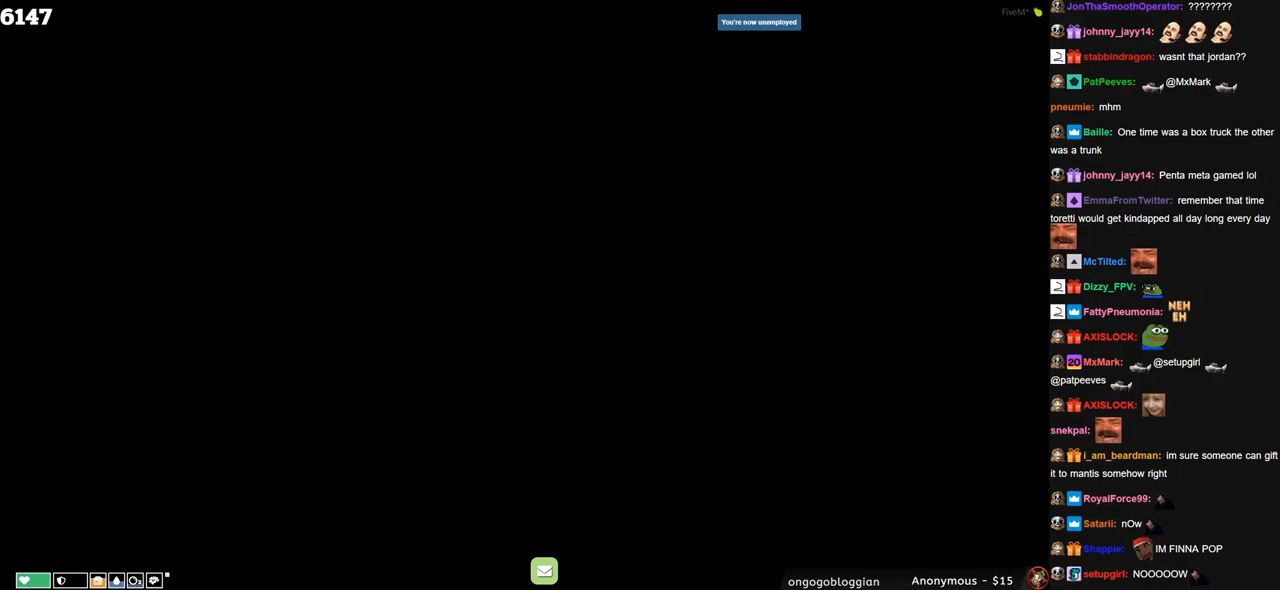 6147
You're now unemployed
FiveM*
JonThaSmoothOperator: ????????
johnny_jayy14:
stabbindragon: wasnt that jordan??
PatPeeves: @MxMark
pneumie: mhm
Baille: One time was a box truck the other
was a trunk
johnny_jayy14: Penta meta gamed lol
EmmaFromTwitter: remember that time
toretti would get kindapped all day long every day
McTilted:
Dizzy_FPV:
FattyPneumonia: NEH
EH
AXISLOCK:
20 MxMark: @setupgirl
@patpeeves
AXISLOCK:
snekpal:
i_am_beardman: im sure someone can gift
it to mantis somehow right
RoyalForce99:
Satarii: nOw
Shappie: IM FINNA POP
setupgirl: NOOOOOW
O2
ongogobloggian
Anonymous - $15